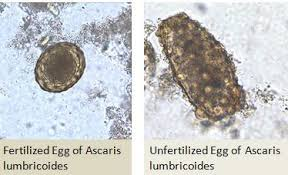 Fertilized Egg of Ascaris
lumbricoides
Unfertilized Egg of Ascaris
lumbricoides